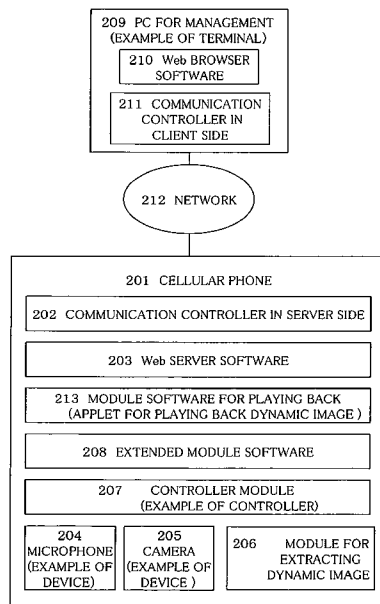 209 PC FOR MANAGEMENT
(EXAMPLE OF TERMINAL)
210 Web BROWSER
SOFTWARE
211 COMMUNICATION
CONTROLLER IN
CLIENT SIDE
212 NETWORK
201 CELLULAR PHONE
202 COMMUNICATION CONTROLLER IN SERVER SIDE
203 Web SERVER SOFTWARE
213 MODULE SOFTWARE FOR PLAYING BACK
(APPLET FOR PLAYING BACK DYNAMIC IMAGE )
208 EXTENDED MODULE SOFTWARE
207 CONTROLLER MODULE
(EXAMPLE OF CONTROLLER)
204
MICROPHONE
(EXAMPLE OF
DEVICE)
205
CAMERA
(EXAMPLE OF
DEVICE )
206 MODULE FOR
EXTRACTING
DYNAMIC IMAGE